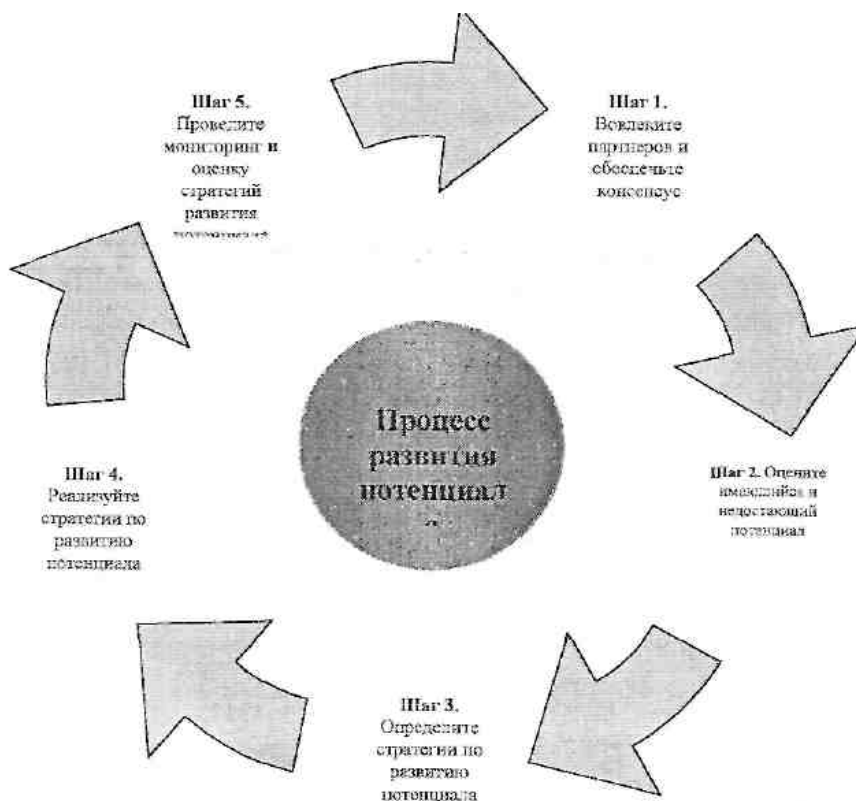 Шаг 5.
Проведите
мониторинг и
оценку
стратегий
развития
Шаг 1.
Вовлеките
партнеров и
обеспечьте
консенсус
Процесс
развития
потенциал
Шаг 2. Оцените
имеющийся и
недостающий
потенциал
Шаг 4.
Реализуйте
стратегии по
развитию
потенциала
Шаг 3.
Определите
стратегии по
развитию
потенциала